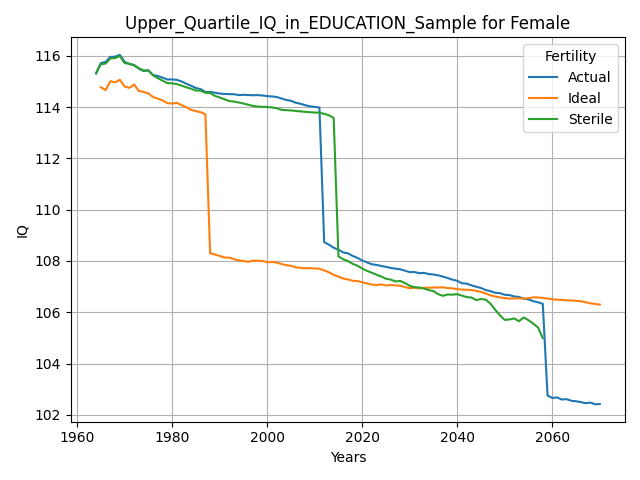 Upper_Quartile_IQ_in_EDUCATION_Sample for Female
Fertility
Actual
Ideal
Sterile
IQ
116
114
112
110
108
106
104
102
1960
1980
2000
2020
2040
2060
Years